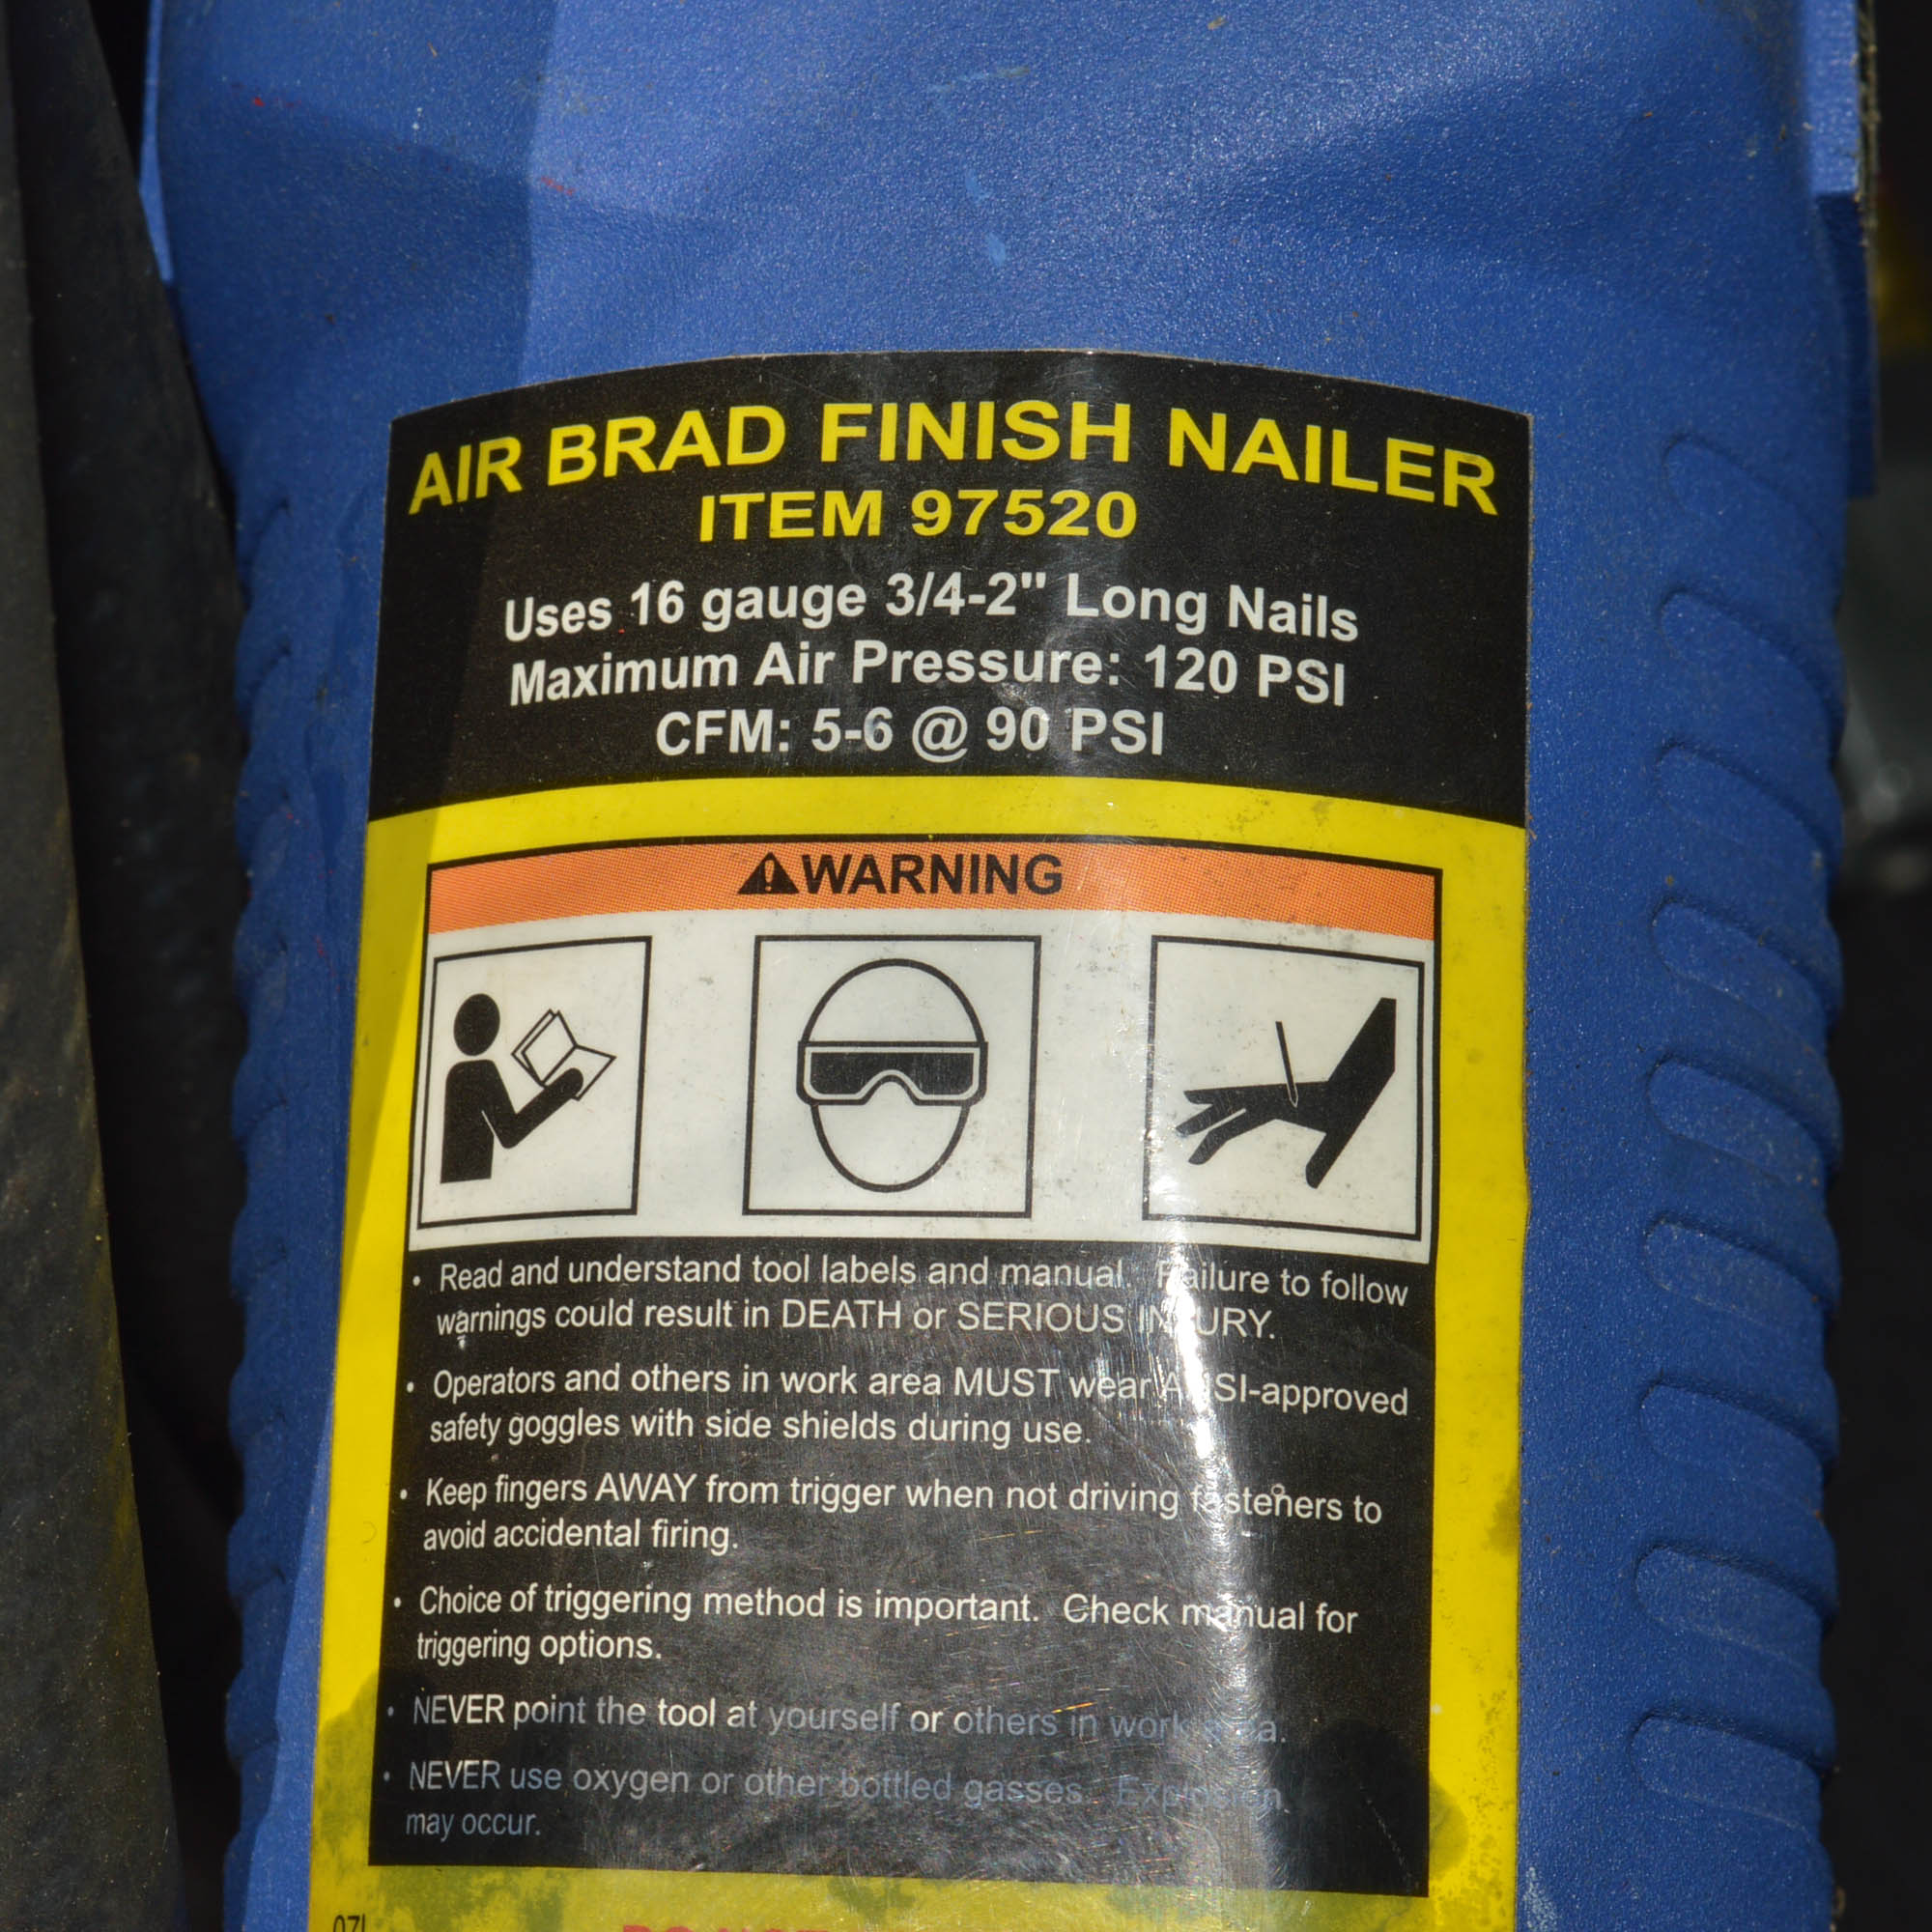 AIR BRAD FINISH NAILER
ITEM 97520
Uses 16 gauge 3/4-2" Long Nails
Maximum Air Pressure: 120 PSI
CFM: 5-6 @ 90 PSI
WARNING
• Read and understand tool labels and manual. Failure to follow
warnings could result in DEATH or SERIOUS INJURY.
• Operators and others in work area MUST wear ANSI-approved
safety goggles with side shields during use.
• Keep fingers AWAY from trigger when not driving fasteners to
avoid accidental firing.
• Choice of triggering method is important. Check manual for
triggering options.
• NEVER point the tool at yourself or others in work area.
• NEVER use oxygen or other bottled gasses. Explosion
may occur.